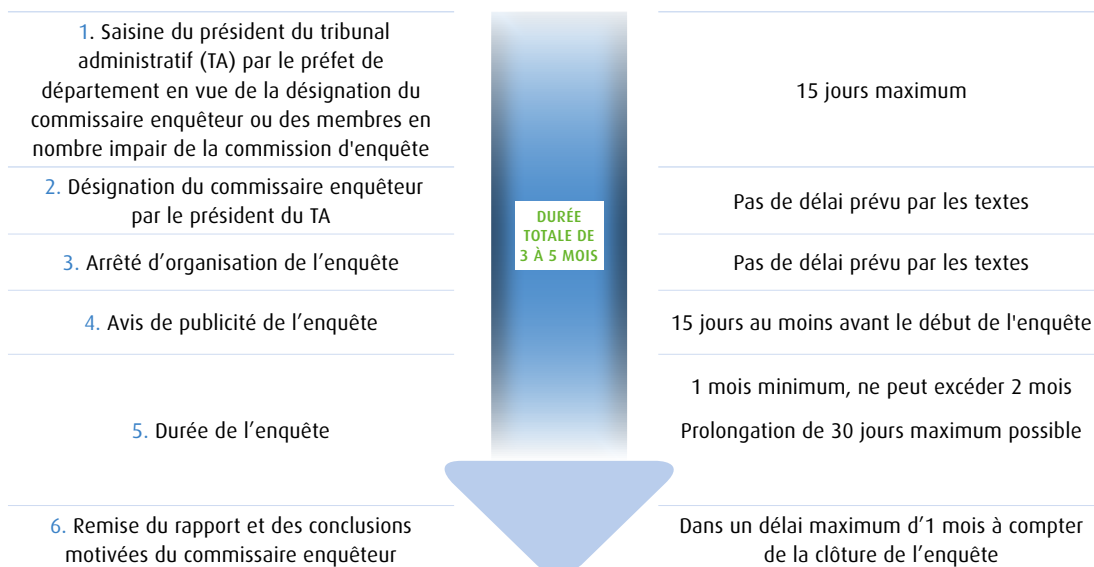 1. Saisine du président du tribunal
administratif (TA) par le préfet de
département en vue de la désignation du
commissaire enquêteur ou des membres en
nombre impair de la commission d'enquête
15 jours maximum
2. Désignation du commissaire enquêteur
par le président du TA
Pas de délai prévu par les textes
DURÉE
TOTALE DE
3 À 5 MOIS
3. Arrêté d’organisation de l’enquête
Pas de délai prévu par les textes
4. Avis de publicité de l’enquête
15 jours au moins avant le début de l'enquête
5. Durée de l’enquête
1 mois minimum, ne peut excéder 2 mois
Prolongation de 30 jours maximum possible
6. Remise du rapport et des conclusions
motivées du commissaire enquêteur
Dans un délai maximum d’1 mois à compter
de la clôture de l’enquête